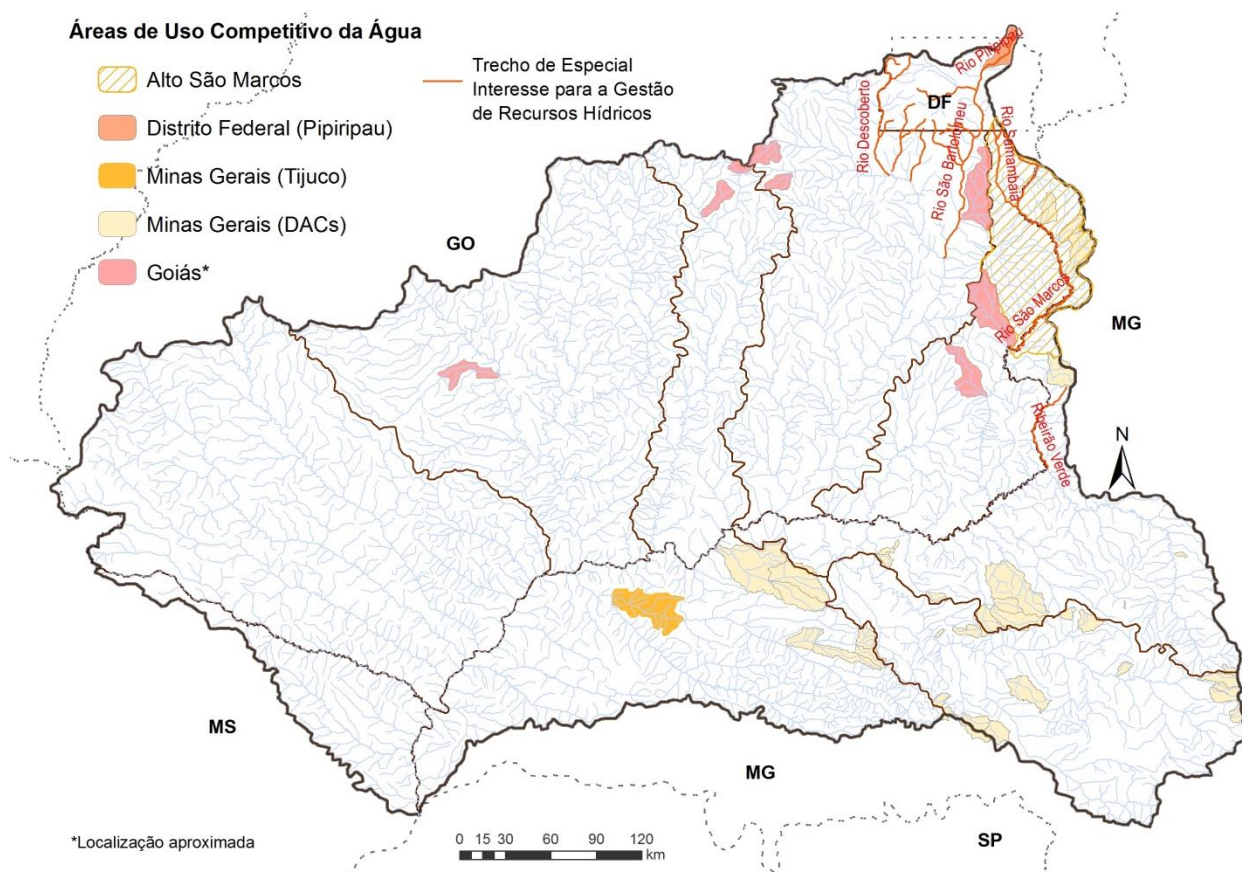 Áreas de Uso Competitivo da Água
Alto São Marcos
Distrito Federal (Pipiripau)
Minas Gerais (Tijuco)
Minas Gerais (DACs)
Goiás*
Trecho de Especial
Interesse para a Gestão
de Recursos Hídricos
Rio Pipiripau
DF
Rio Descoberto
Rio São Bartolomeu
Rio Samambaia
GO
Rio São Marcos
MG
Ribeirão Verde
N
MS
MG
SP
*Localização aproximada
0 15 30 60 90 120
km